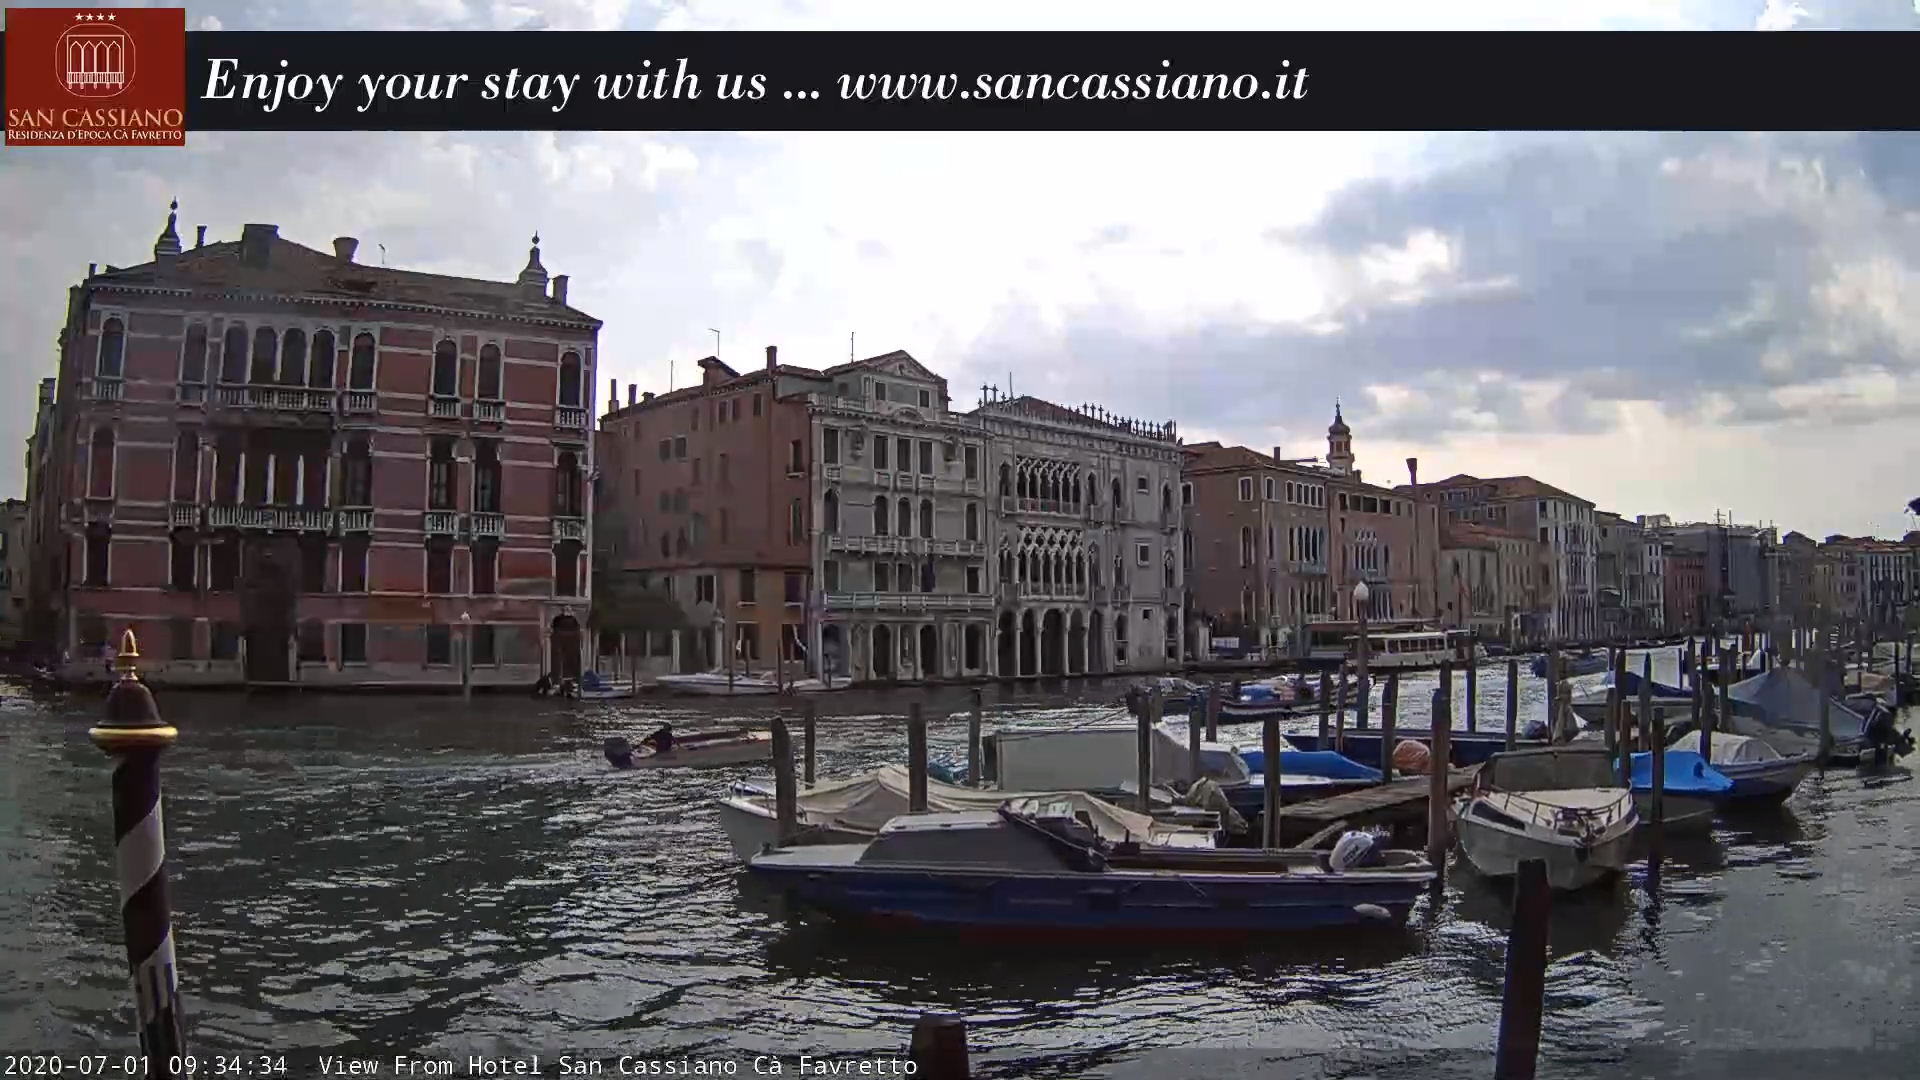 Enjoy your stay with us ... www.sancassiano.it
SAN CASSIANO
RESIDENZA D'EPOCA CÀ FAVRETTO
2020-07-01 09:34:34 View From Hotel San Cassiano Cà Favretto